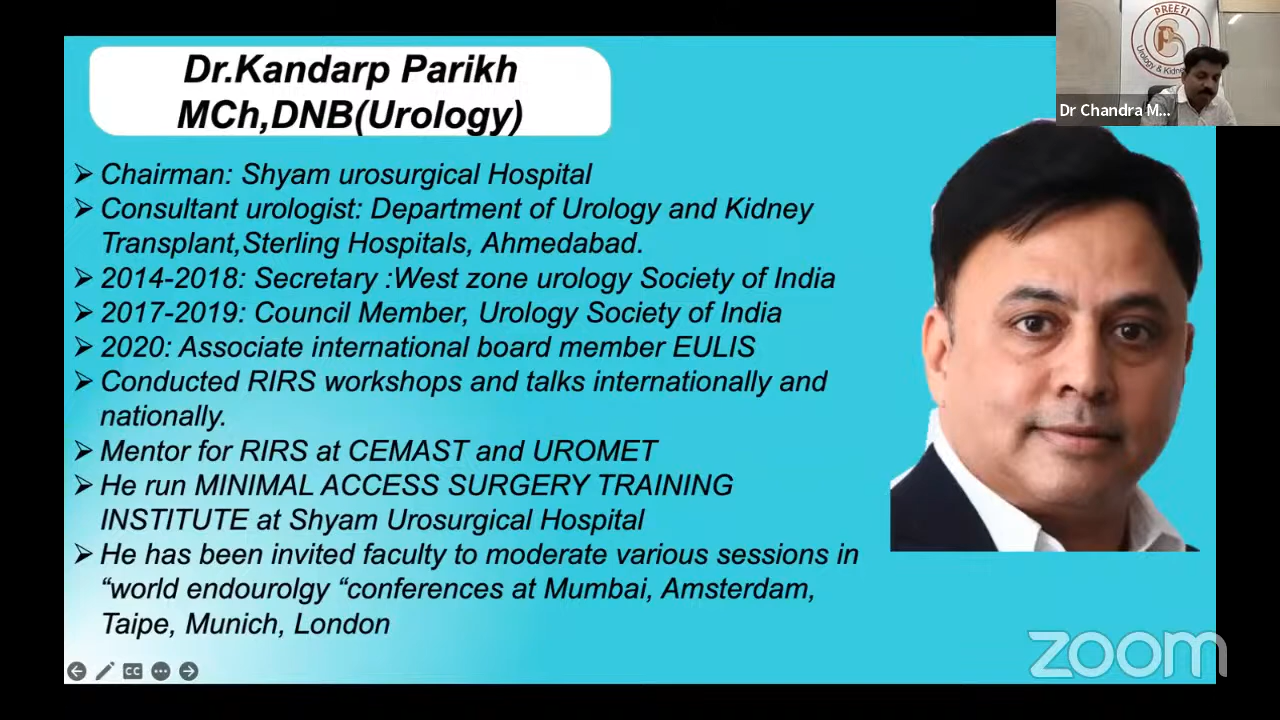 Dr.Kandarp Parikh
MCh,DNB(Urology)
➢ Chairman: Shyam urosurgical Hospital
➢ Consultant urologist: Department of Urology and Kidney
Transplant,Sterling Hospitals, Ahmedabad.
➢ 2014-2018: Secretary :West zone urology Society of India
➢ 2017-2019: Council Member, Urology Society of India
➢ 2020: Associate international board member EULIS
➢ Conducted RIRS workshops and talks internationally and
nationally.
➢ Mentor for RIRS at CEMAST and UROMET
➢ He run MINIMAL ACCESS SURGERY TRAINING
INSTITUTE at Shyam Urosurgical Hospital
➢ He has been invited faculty to moderate various sessions in
“world endourolgy “conferences at Mumbai, Amsterdam,
Taipe, Munich, London
PREETI
Urology & Kidne
Dr Chandra M...
CC
zoom